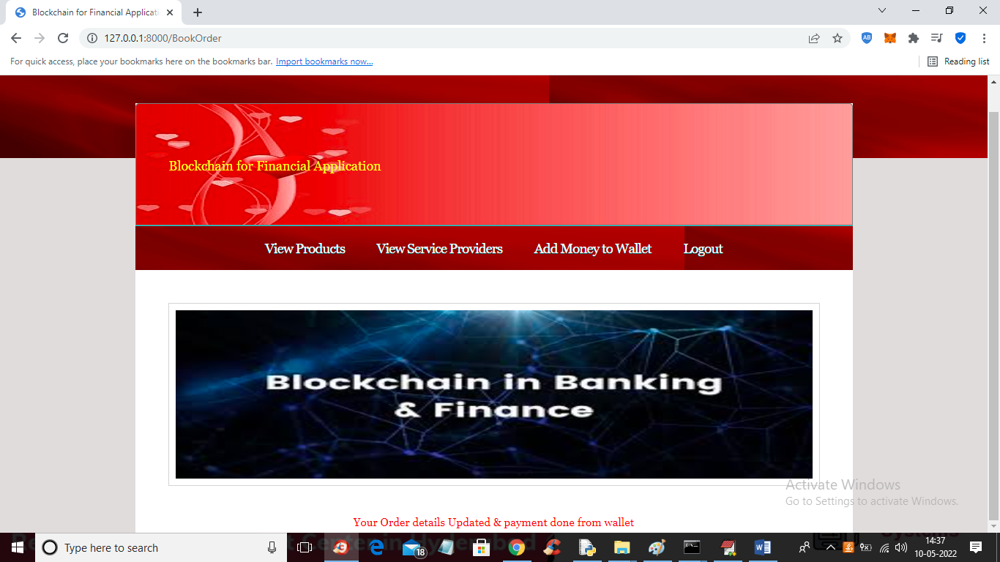 Blockchain for Financial Applicati
127.0.0.1:8000/BookOrder
AB
For quick access, place your bookmarks here on the bookmarks bar. Import bookmarks now...
Reading list
Blockchain for Financial Application
View Products View Service Providers Add Money to Wallet Logout
Blockchain in Banking
& Finance
Activate Windows
Go to Settings to activate Windows.
Your Order details Updated & payment done from wallet
Type here to search
18
14:37
10-05-2022